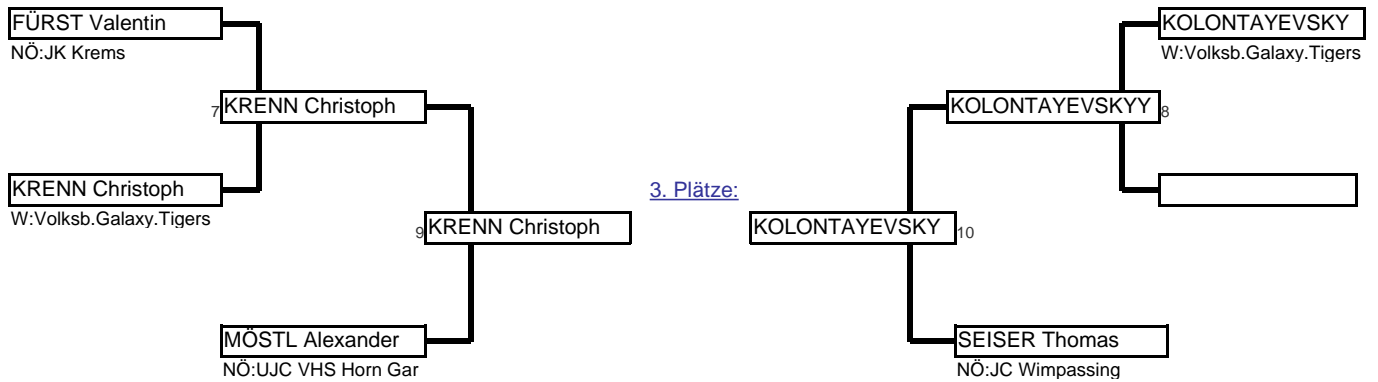 FÜRST Valentin
NÖ:JK Krems
7 KRENN Christoph
KRENN Christoph
W:Volksb.Galaxy.Tigers
9 KRENN Christoph
MÖSTL Alexander
NÖ:UJC VHS Horn Gar
3. Plätze:
KOLONTAYEVSKY
W:Volksb.Galaxy.Tigers
KOLONTAYEVSKYY 8
KOLONTAYEVSKY 10
SEISER Thomas
NÖ:JC Wimpassing